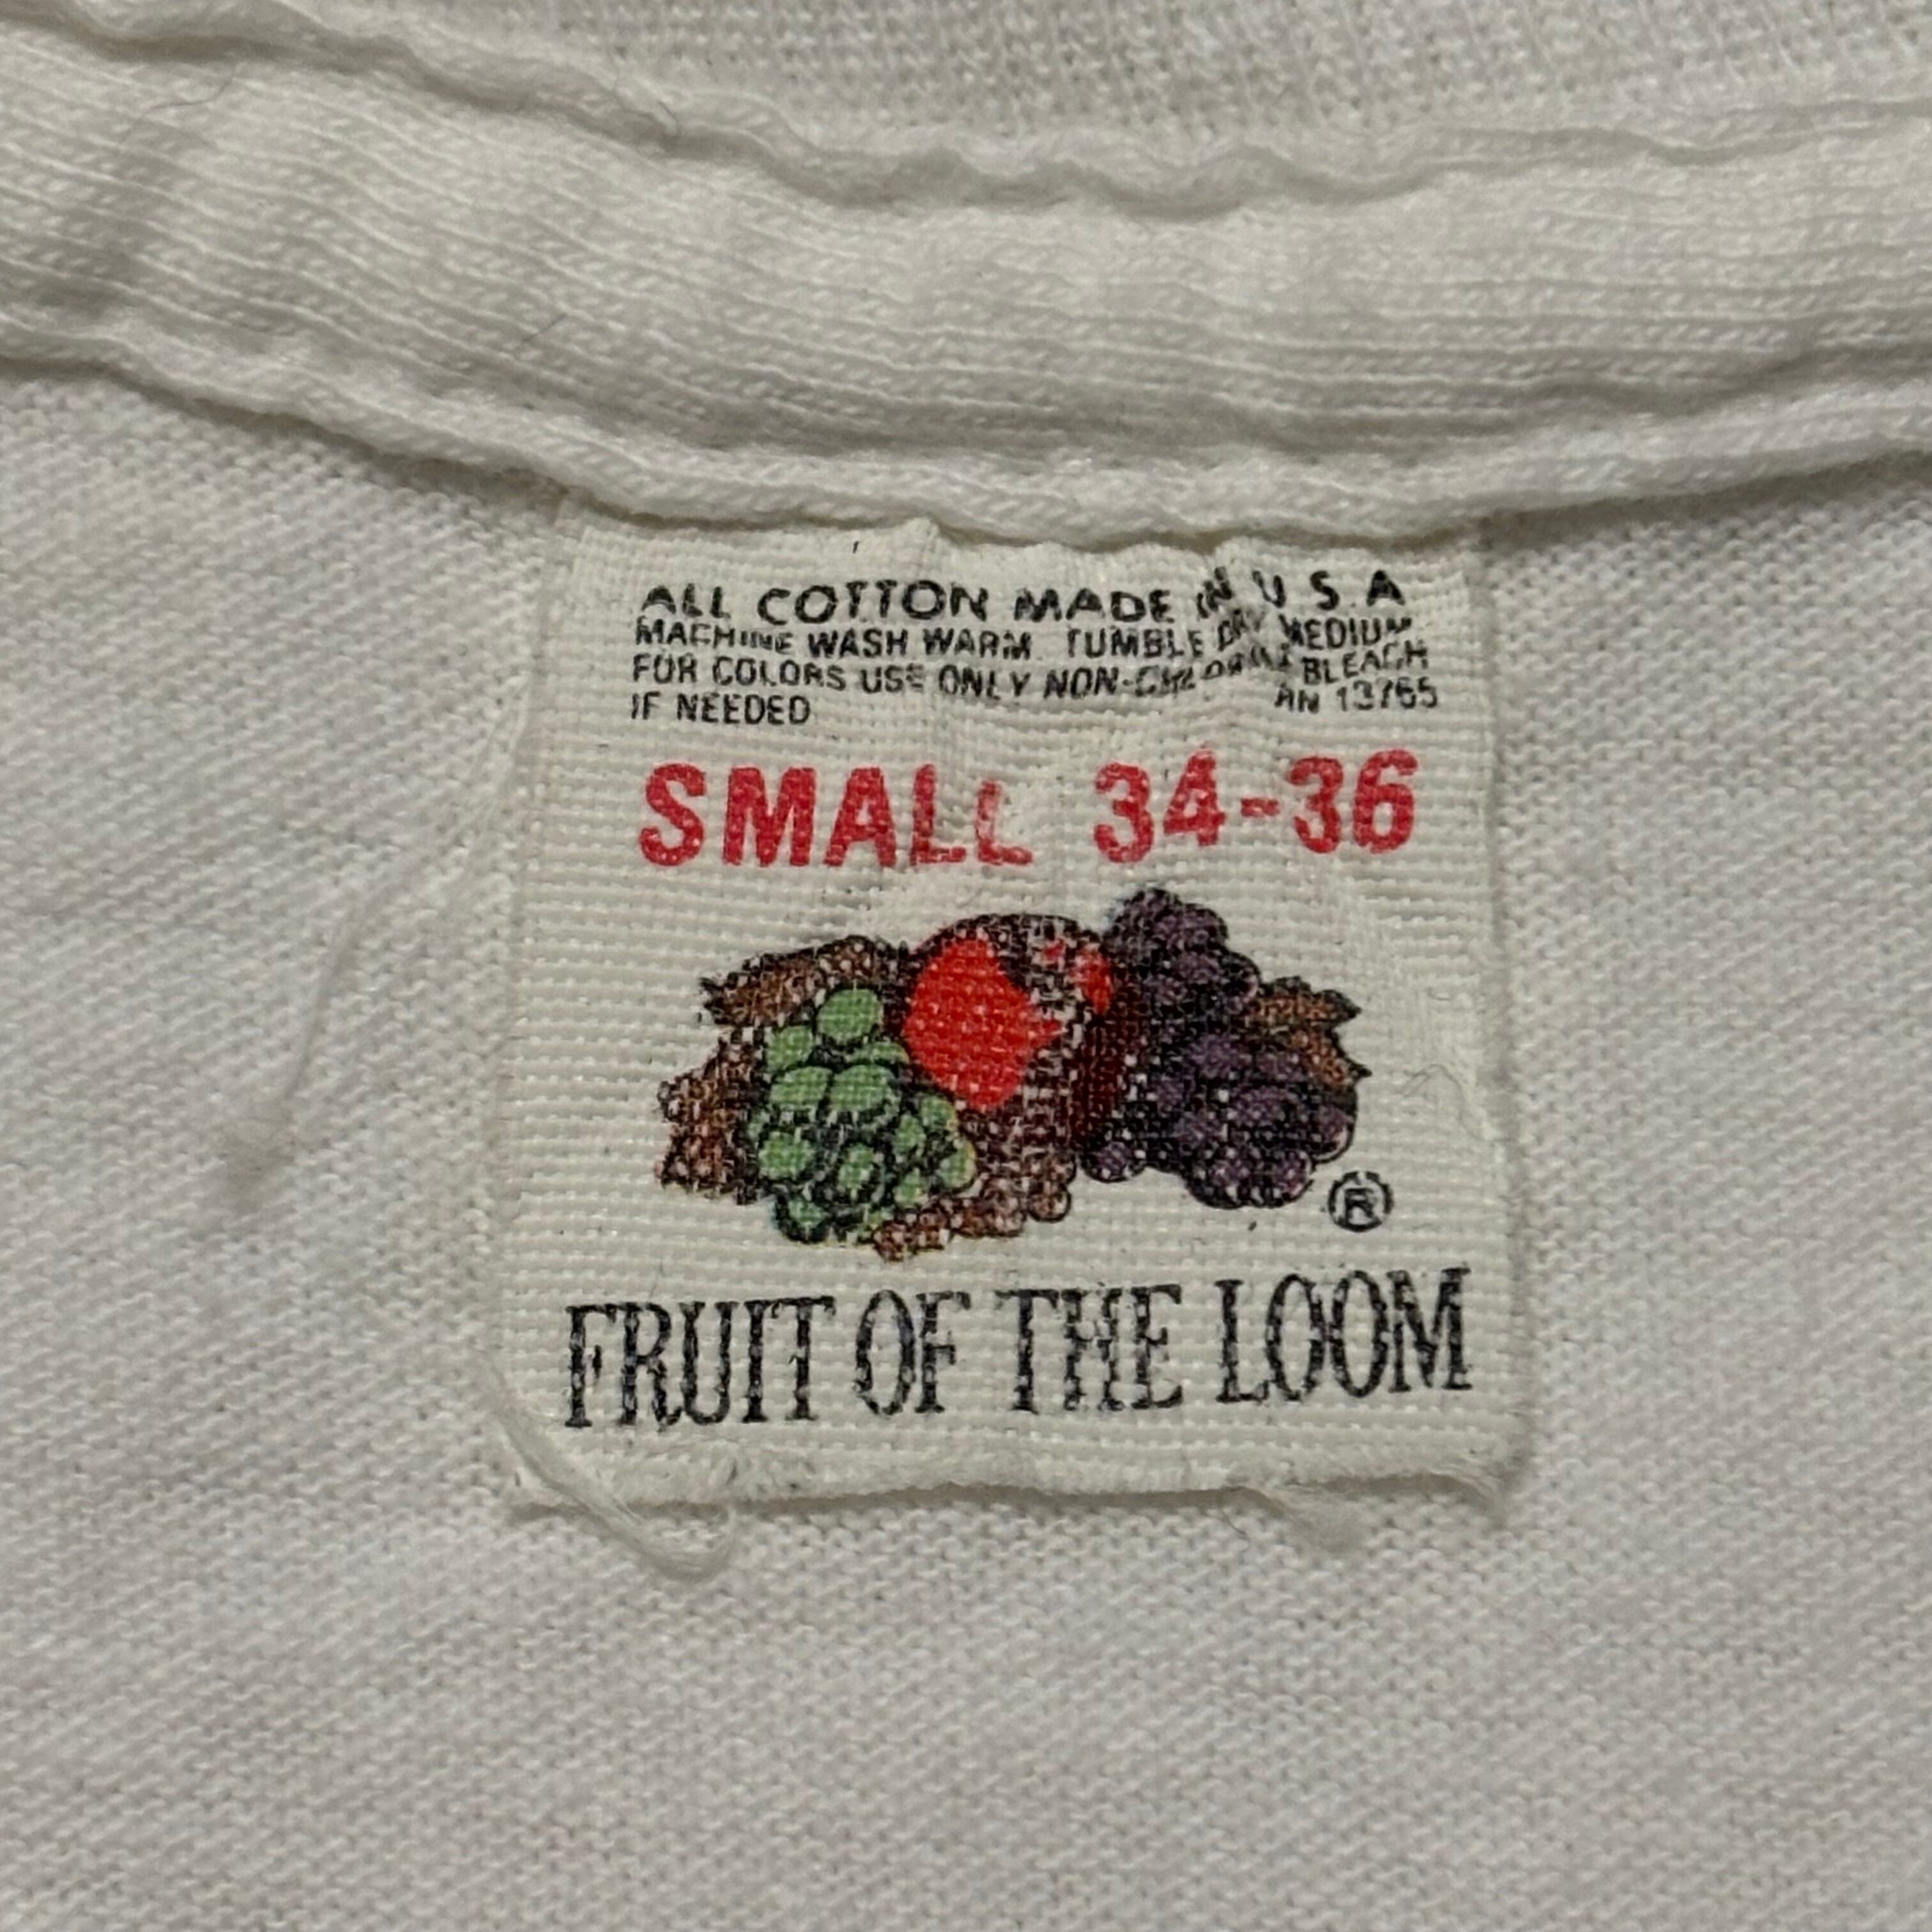 ALL COTTON MADE IN U.S.A
MACHINE WASH WARM. TUMBLE DRY MEDIUM.
FOR COLORS USE ONLY NON-CHLORINE BLEACH
IF NEEDED RN 13765
SMALL 34-36
®
FRUIT OF THE LOOM